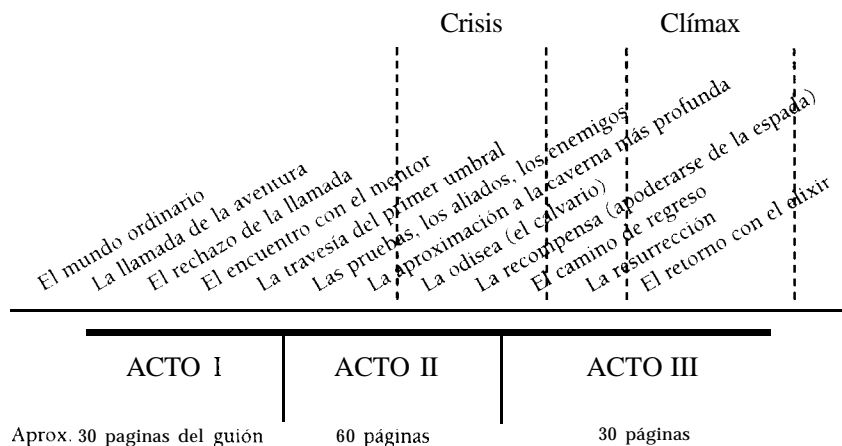 Crisis
Clímax
El mundo ordinario
La llamada de la aventura
El rechazo de la llamada
El encuentro con el mentor
La travesía del primer umbral
Las pruebas, los aliados, los enemigos
La aproximación a la caverna más profunda
La odisea (el calvario)
La recompensa (apoderarse de la espada)
El camino de regreso
La resurrección
El retorno con el elixir
ACTO I
ACTO II
ACTO III
Aprox. 30 paginas del guión
60 páginas
30 páginas